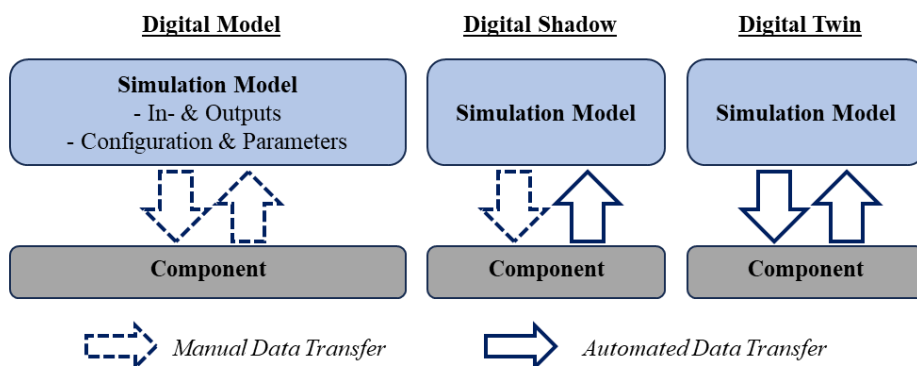 Digital Model
Digital Shadow
Digital Twin
Simulation Model
- In- & Outputs
- Configuration & Parameters
Simulation Model
Simulation Model
Component
Component
Component
Manual Data Transfer
Automated Data Transfer